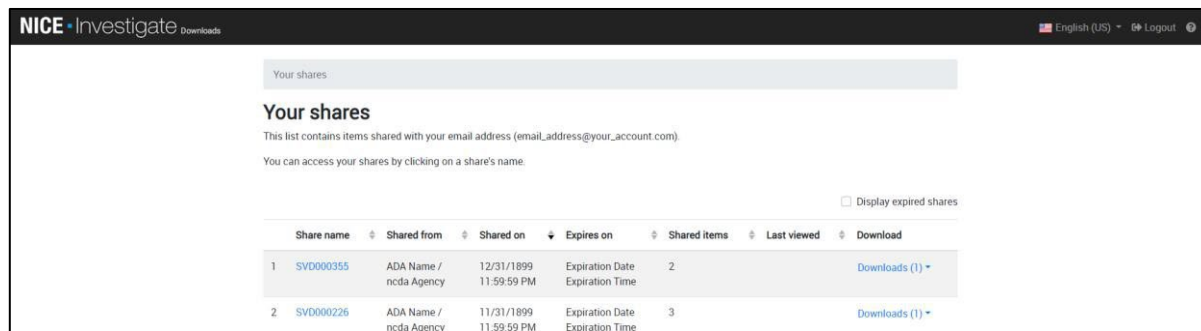 NICE • Investigate Downloads
English (US) Logout
Your shares
Your shares
This list contains items shared with your email address (email_address@your_account.com).
You can access your shares by clicking on a share's name.
Display expired shares
Share name Shared from Shared on Expires on Shared items Last viewed Download
1 SVD000355 ADA Name / 12/31/1899 Expiration Date 2 Downloads (1)
ncda Agency 11:59:59 PM Expiration Time
2 SVD000226 ADA Name / 11/31/1899 Expiration Date 3 Downloads (1)
ncda Agency 11:59:59 PM Expiration Time